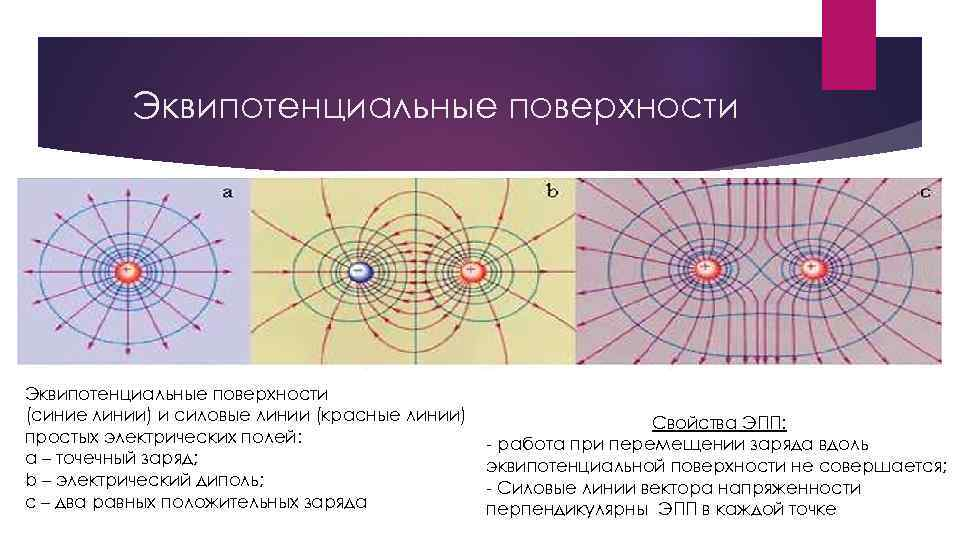 Эквипотенциальные поверхности
a
b
c
+
−
+
+
+
Эквипотенциальные поверхности
(синие линии) и силовые линии (красные линии)
простых электрических полей:
a – точечный заряд;
b – электрический диполь;
c – два равных положительных заряда
Свойства ЭПП:
- работа при перемещении заряда вдоль
эквипотенциальной поверхности не совершается;
- Силовые линии вектора напряженности
перпендикулярны ЭПП в каждой точке